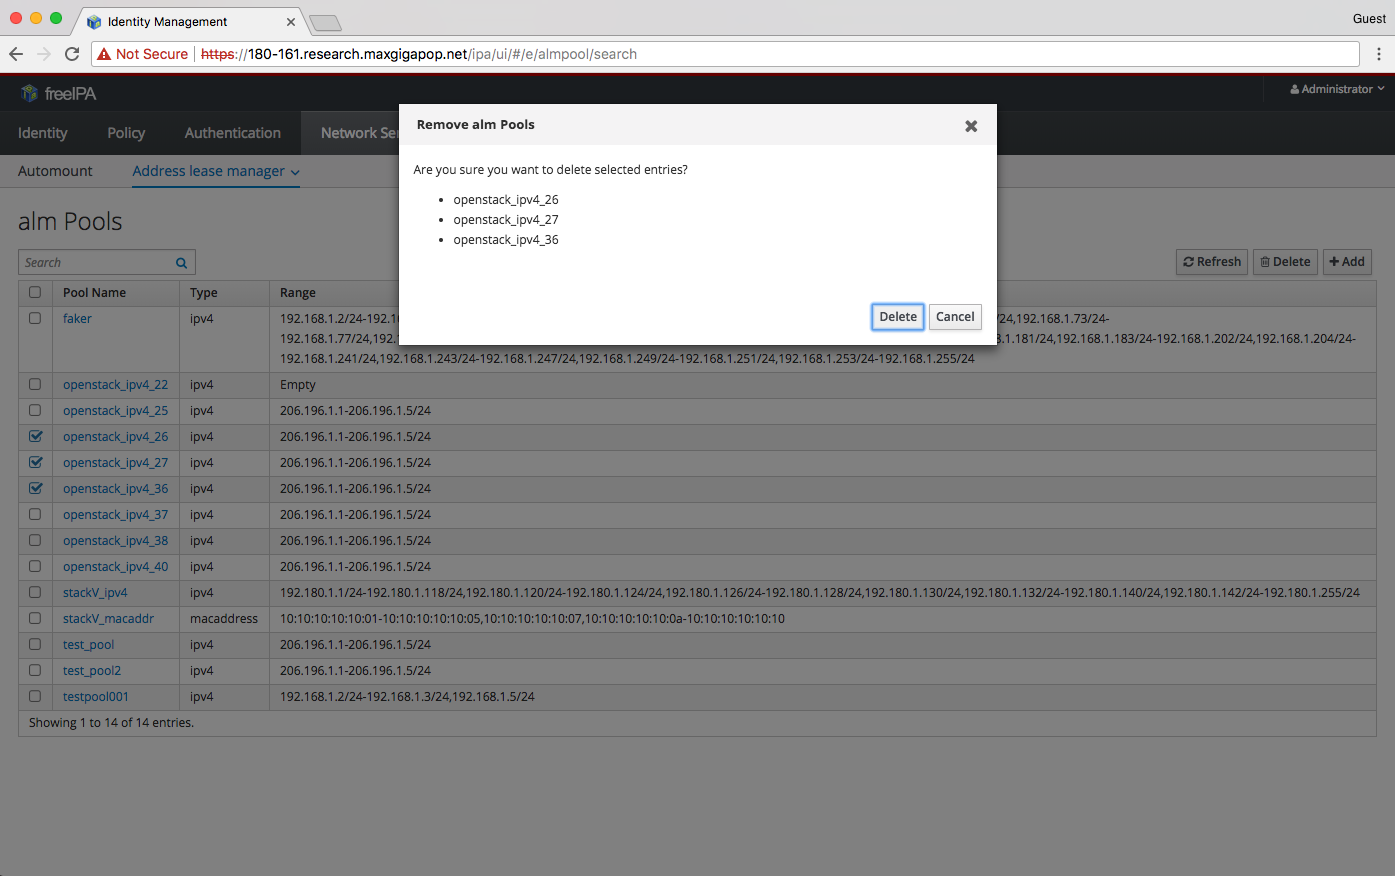 Identity Management
Guest
Not Secure
https://180-161.research.maxgigapop.net/ipa/ui/#/e/almpool/search
freeIPA
Administrator
Identity Policy Authentication Network Ser
Automount Address lease manager
Remove alm Pools
Are you sure you want to delete selected entries?
• openstack_ipv4_26
• openstack_ipv4_27
• openstack_ipv4_36
Delete Cancel
alm Pools
Search
Refresh Delete + Add
Pool Name Type Range
faker ipv4 192.168.1.2/24-192.1 /24,192.168.1.73/24-
192.168.1.77/24,192.1 .1.181/24,192.168.1.183/24-192.168.1.202/24,192.168.1.204/24-
192.168.1.241/24,192.168.1.243/24-192.168.1.247/24,192.168.1.249/24-192.168.1.251/24,192.168.1.253/24-192.168.1.255/24
openstack_ipv4_22 ipv4 Empty
openstack_ipv4_25 ipv4 206.196.1.1-206.196.1.5/24
openstack_ipv4_26 ipv4 206.196.1.1-206.196.1.5/24
openstack_ipv4_27 ipv4 206.196.1.1-206.196.1.5/24
openstack_ipv4_36 ipv4 206.196.1.1-206.196.1.5/24
openstack_ipv4_37 ipv4 206.196.1.1-206.196.1.5/24
openstack_ipv4_38 ipv4 206.196.1.1-206.196.1.5/24
openstack_ipv4_40 ipv4 206.196.1.1-206.196.1.5/24
stackV_ipv4 ipv4 192.180.1.1/24-192.180.1.118/24,192.180.1.120/24-192.180.1.124/24,192.180.1.126/24-192.180.1.128/24,192.180.1.130/24,192.180.1.132/24-192.180.1.140/24,192.180.1.142/24-192.180.1.255/24
stackV_macaddr macaddress 10:10:10:10:10:01-10:10:10:10:10:05,10:10:10:10:10:07,10:10:10:10:10:0a-10:10:10:10:10:10
test_pool ipv4 206.196.1.1-206.196.1.5/24
test_pool2 ipv4 206.196.1.1-206.196.1.5/24
testpool001 ipv4 192.168.1.2/24-192.168.1.3/24,192.168.1.5/24
Showing 1 to 14 of 14 entries.